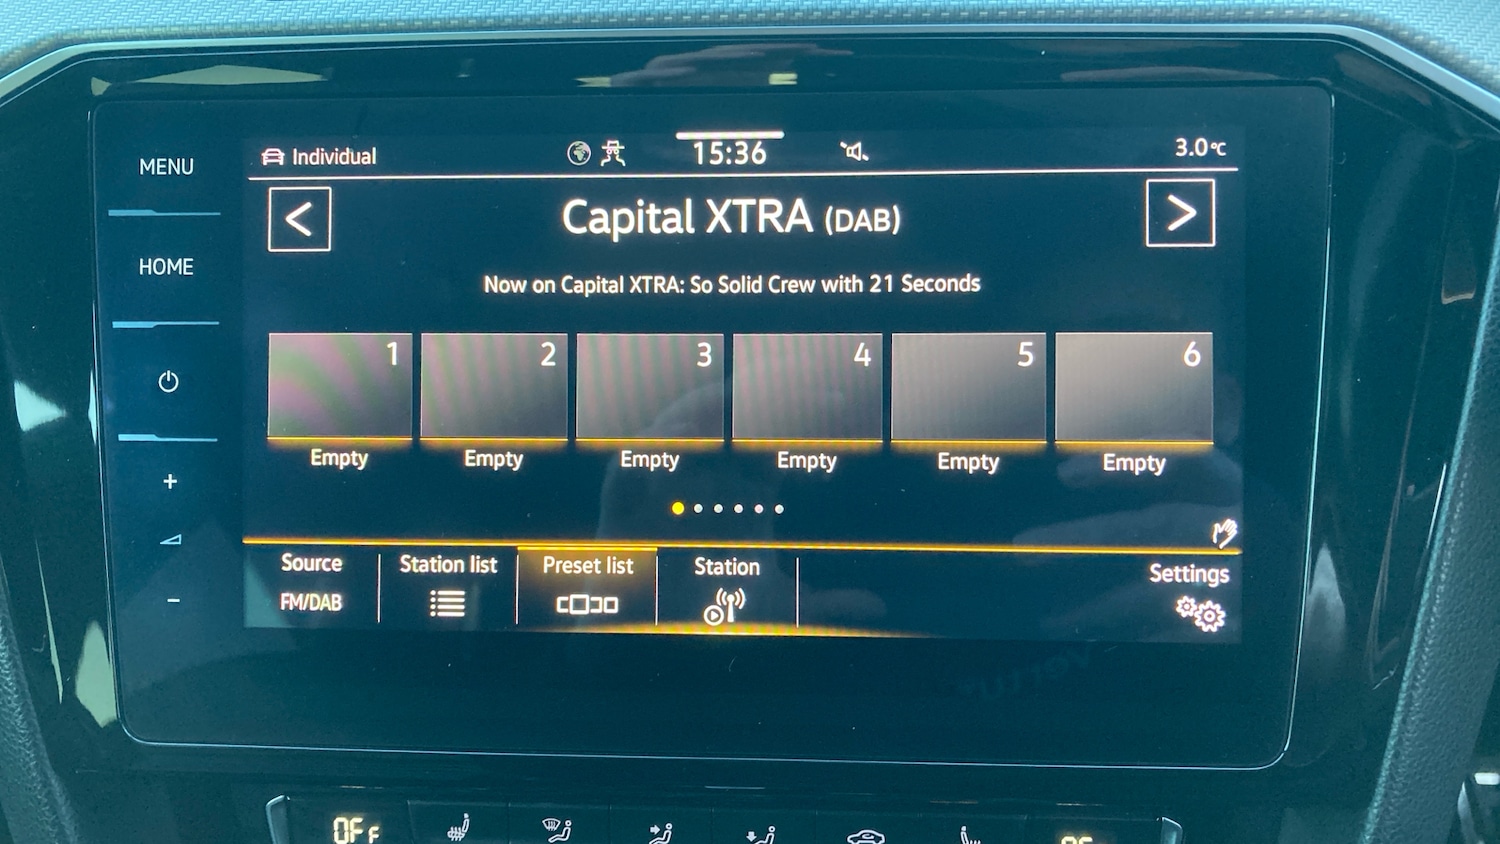 MENU
HOME
+
−
Individual
15:36
3.0°C
<
Capital XTRA (DAB)
>
Now on Capital XTRA: So Solid Crew with 21 Seconds
1 2 3 4 5 6
Empty Empty Empty Empty Empty Empty
Source Station list Preset list Station Settings
FM/DAB
OFF